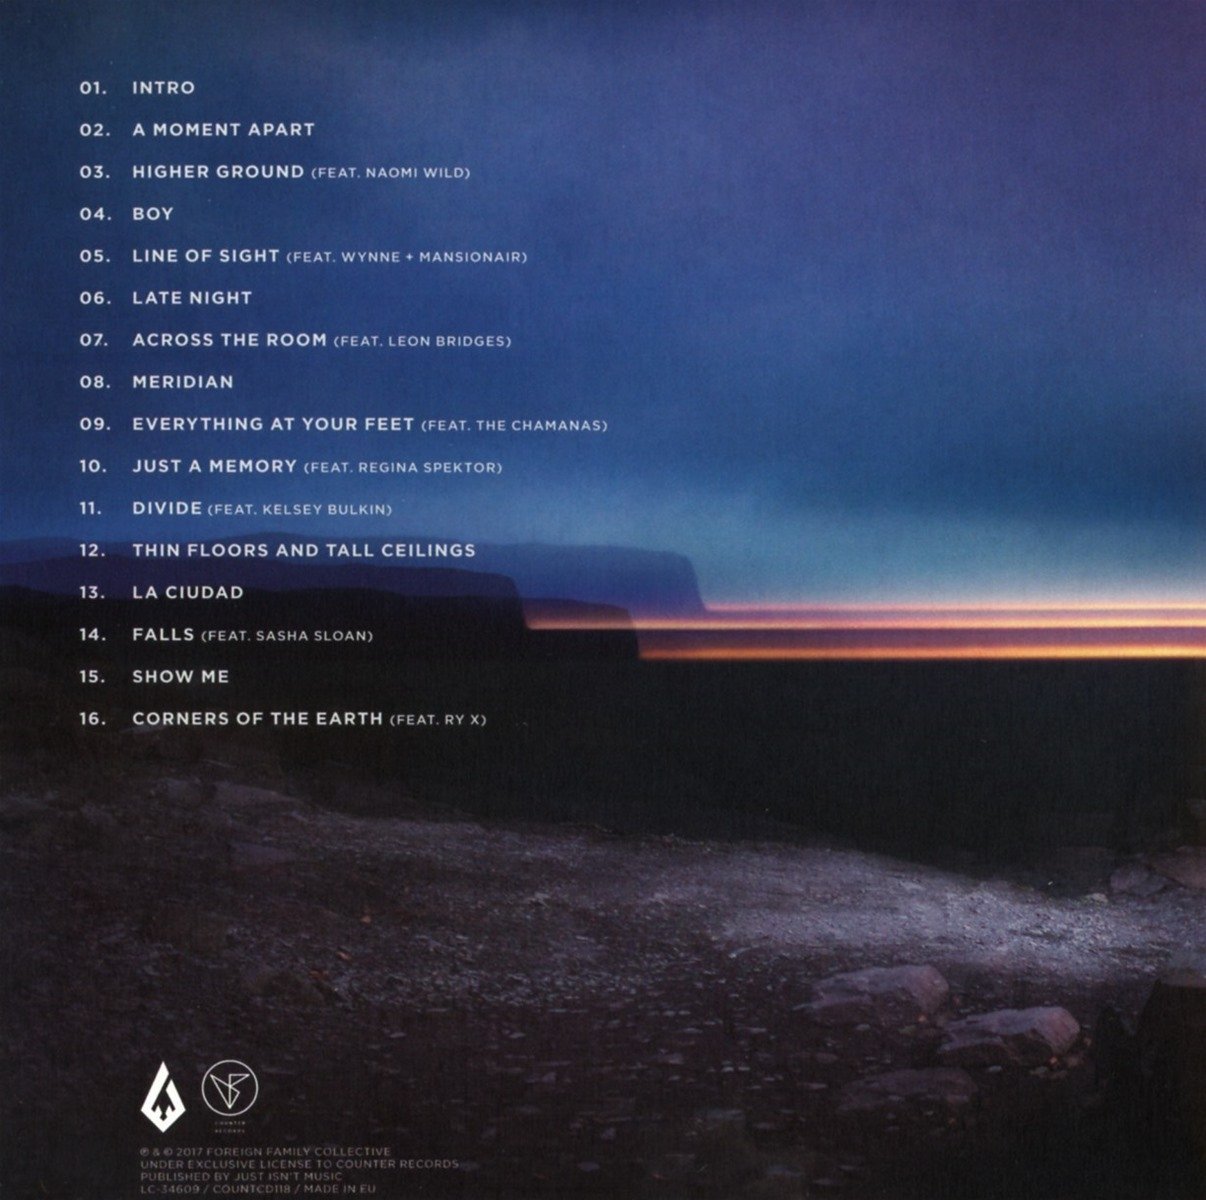 01. INTRO
02. A MOMENT APART
03. HIGHER GROUND (FEAT. NAOMI WILD)
04. BOY
05. LINE OF SIGHT (FEAT. WYNNE + MANSIONAIR)
06. LATE NIGHT
07. ACROSS THE ROOM (FEAT. LEON BRIDGES)
08. MERIDIAN
09. EVERYTHING AT YOUR FEET (FEAT. THE CHAMANAS)
10. JUST A MEMORY (FEAT. REGINA SPEKTOR)
11. DIVIDE (FEAT. KELSEY BULKIN)
12. THIN FLOORS AND TALL CEILINGS
13. LA CIUDAD
14. FALLS (FEAT. SASHA SLOAN)
15. SHOW ME
16. CORNERS OF THE EARTH (FEAT. RY X)
COUNTER
RECORDS
℗ & © 2017 FOREIGN FAMILY COLLECTIVE
UNDER EXCLUSIVE LICENSE TO COUNTER RECORDS
PUBLISHED BY JUST ISN'T MUSIC
LC-34609 / COUNTCD118 / MADE IN EU